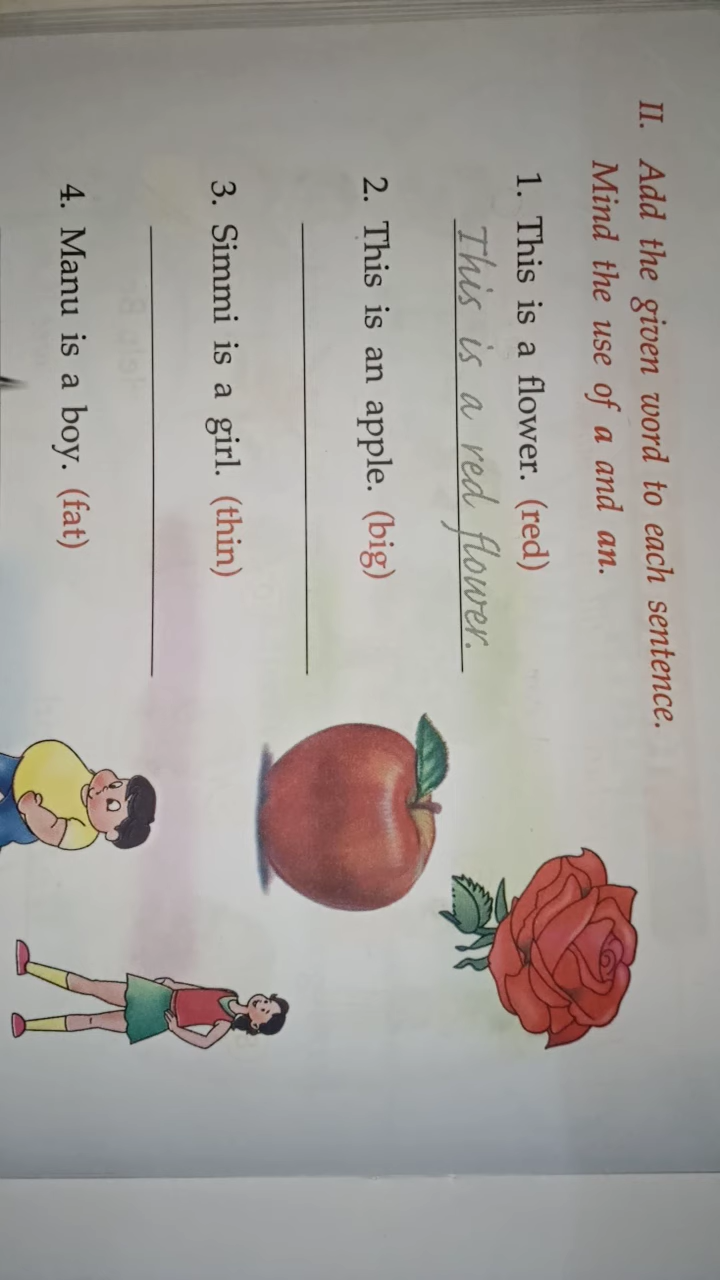 II. Add the given word to each sentence.
Mind the use of a and an.
1. This is a flower. (red)
This is a red flower.
2. This is an apple. (big)
3. Simmi is a girl. (thin)
4. Manu is a boy. (fat)